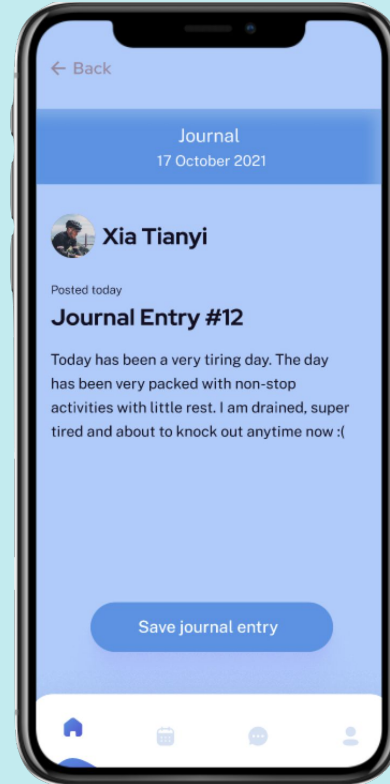 Back
Journal
17 October 2021
Xia Tianyi
Posted today
Journal Entry #12
Today has been a very tiring day. The day
has been very packed with non-stop
activities with little rest. I am drained, super
tired and about to knock out anytime now :(
Save journal entry